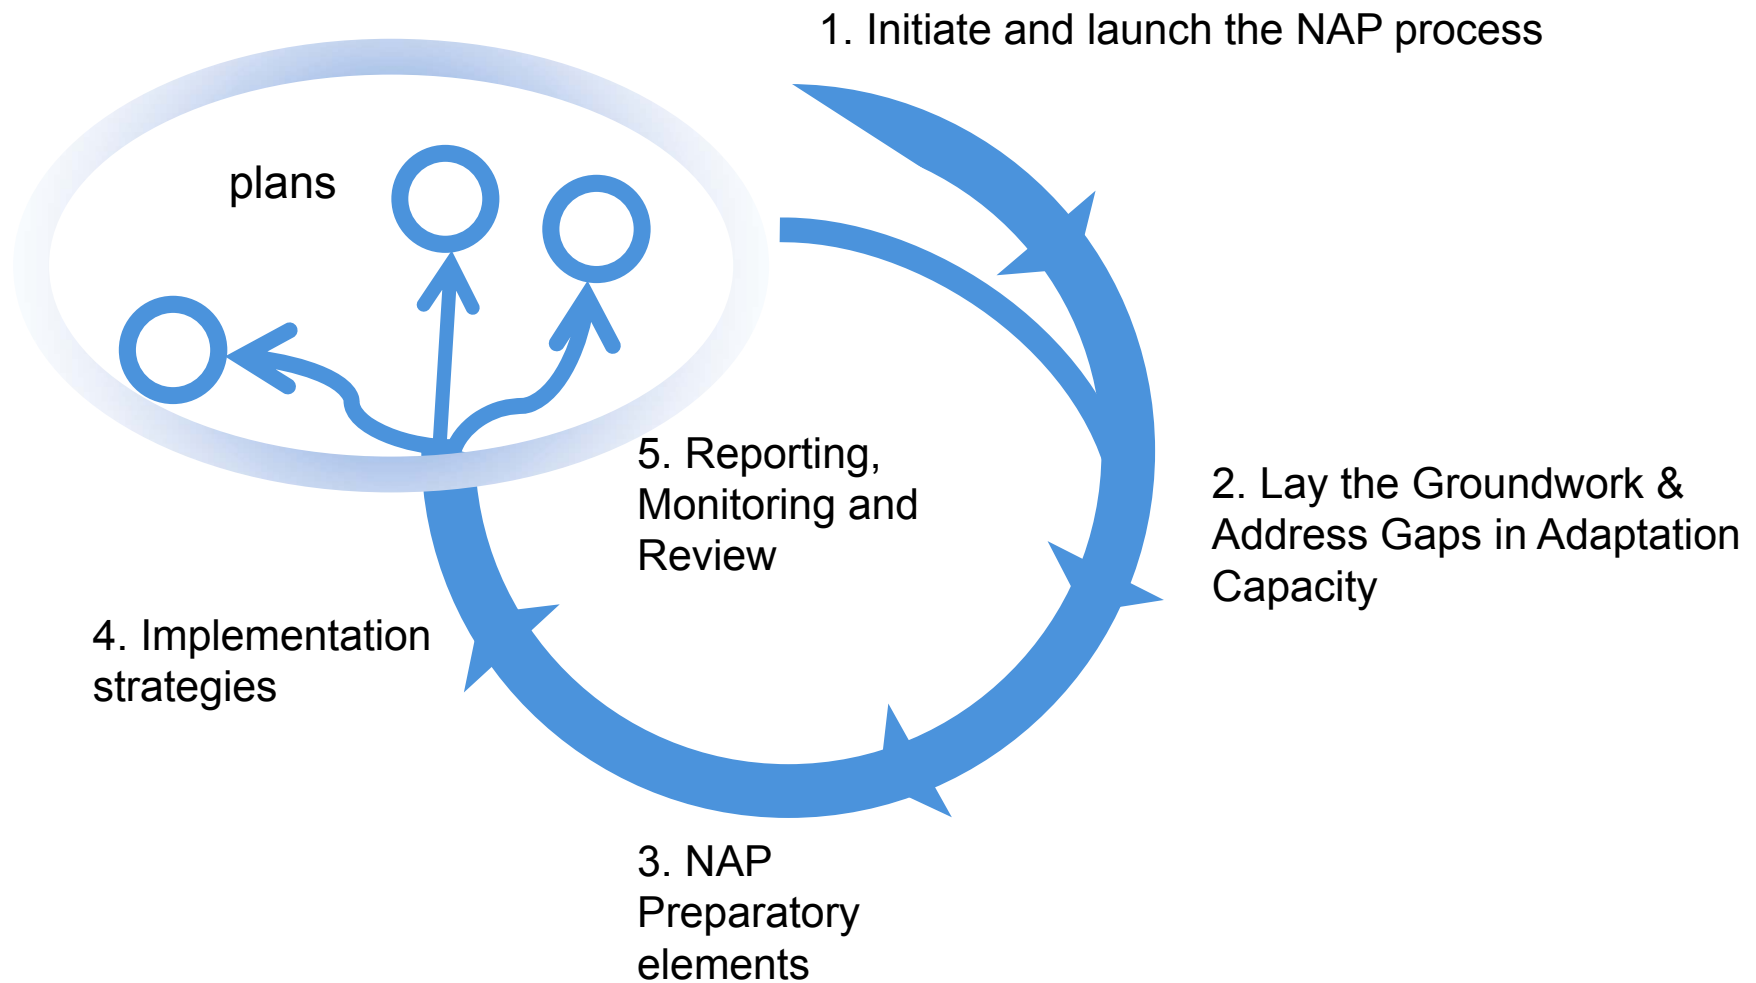 1. Initiate and launch the NAP process
plans
5. Reporting,
Monitoring and
Review
2. Lay the Groundwork &
Address Gaps in Adaptation
Capacity
4. Implementation
strategies
3. NAP
Preparatory
elements